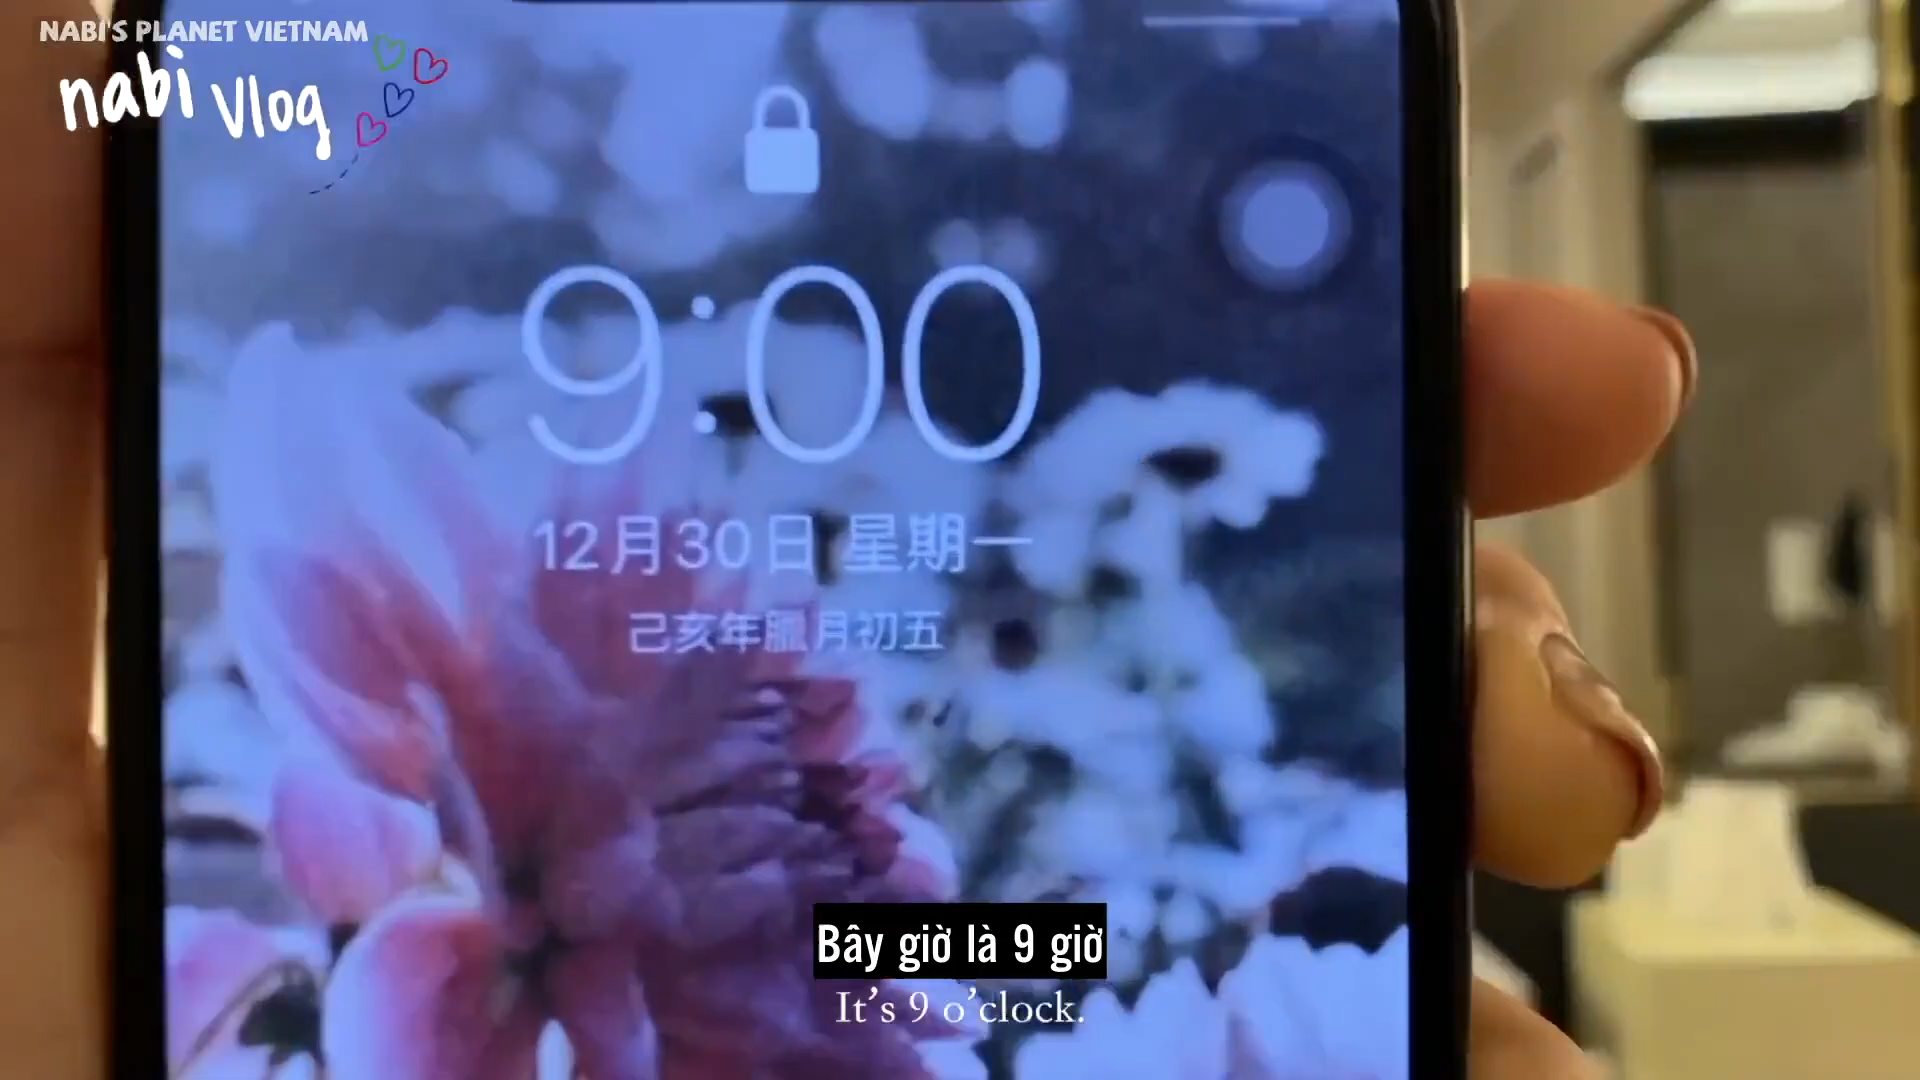 NABI'S PLANET VIETNAM
nabi Vlog
9:00
12月30日 星期一
己亥年臘月初五
Bây giờ là 9 giờ
It's 9 o'clock.